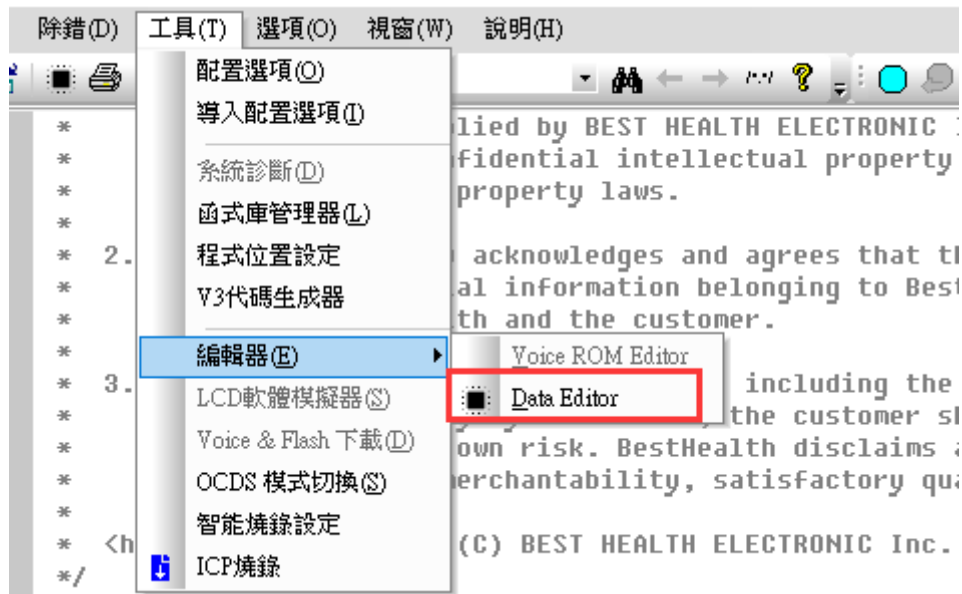 除錯(D) 工具(T) 選項(O) 視窗(W) 說明(H)
配置選項(O)
導入配置選項(I)
系統診斷(D)
函式庫管理器(L)
程式位置設定
V3代碼生成器
編輯器(E)
LCD軟體模擬器(S)
Voice & Flash 下載(D)
OCDS 模式切換(S)
智能燒錄設定
ICP燒錄
Voice ROM Editor
Data Editor
* lied by BEST HEALTH ELECTRONIC
* fidential intellectual property
* property laws.
*
* 2. acknowledges and agrees that
* al information belonging to Best
* th and the customer.
*
* 3. including the
* the customer
* own risk. BestHealth disclaims
* erchantability, satisfactory
*
* <h (C) BEST HEALTH ELECTRONIC Inc.
*/